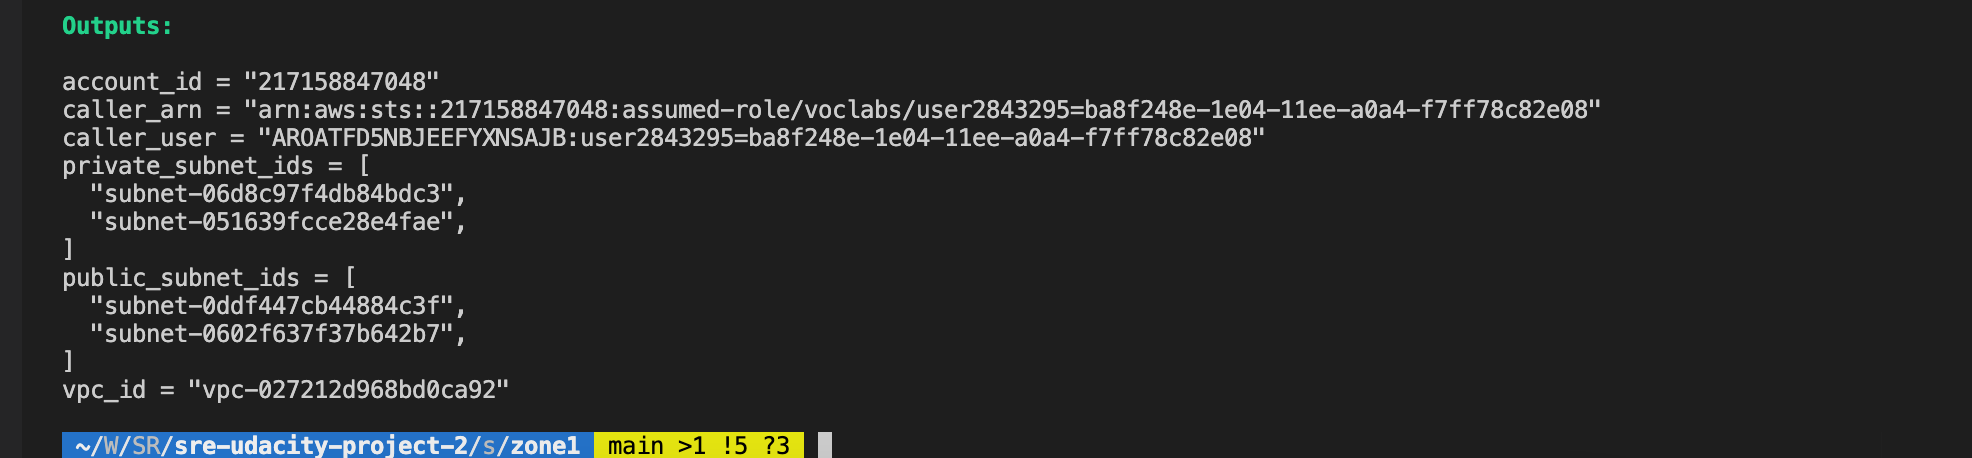 Outputs:
account_id = "217158847048"
caller_arn = "arn:aws:sts::217158847048:assumed-role/voclabs/user2843295=ba8f248e-1e04-11ee-a0a4-f7ff78c82e08"
caller_user = "AROATFD5NBJEEFYXNSAJB:user2843295=ba8f248e-1e04-11ee-a0a4-f7ff78c82e08"
private_subnet_ids = [
  "subnet-06d8c97f4db84bdc3",
  "subnet-051639fcce28e4fae",
]
public_subnet_ids = [
  "subnet-0ddf447cb44884c3f",
  "subnet-0602f637f37b642b7",
]
vpc_id = "vpc-027212d968bd0ca92"
~/W/SR/sre-udacity-project-2/s/zone1 main >1 !5 ?3